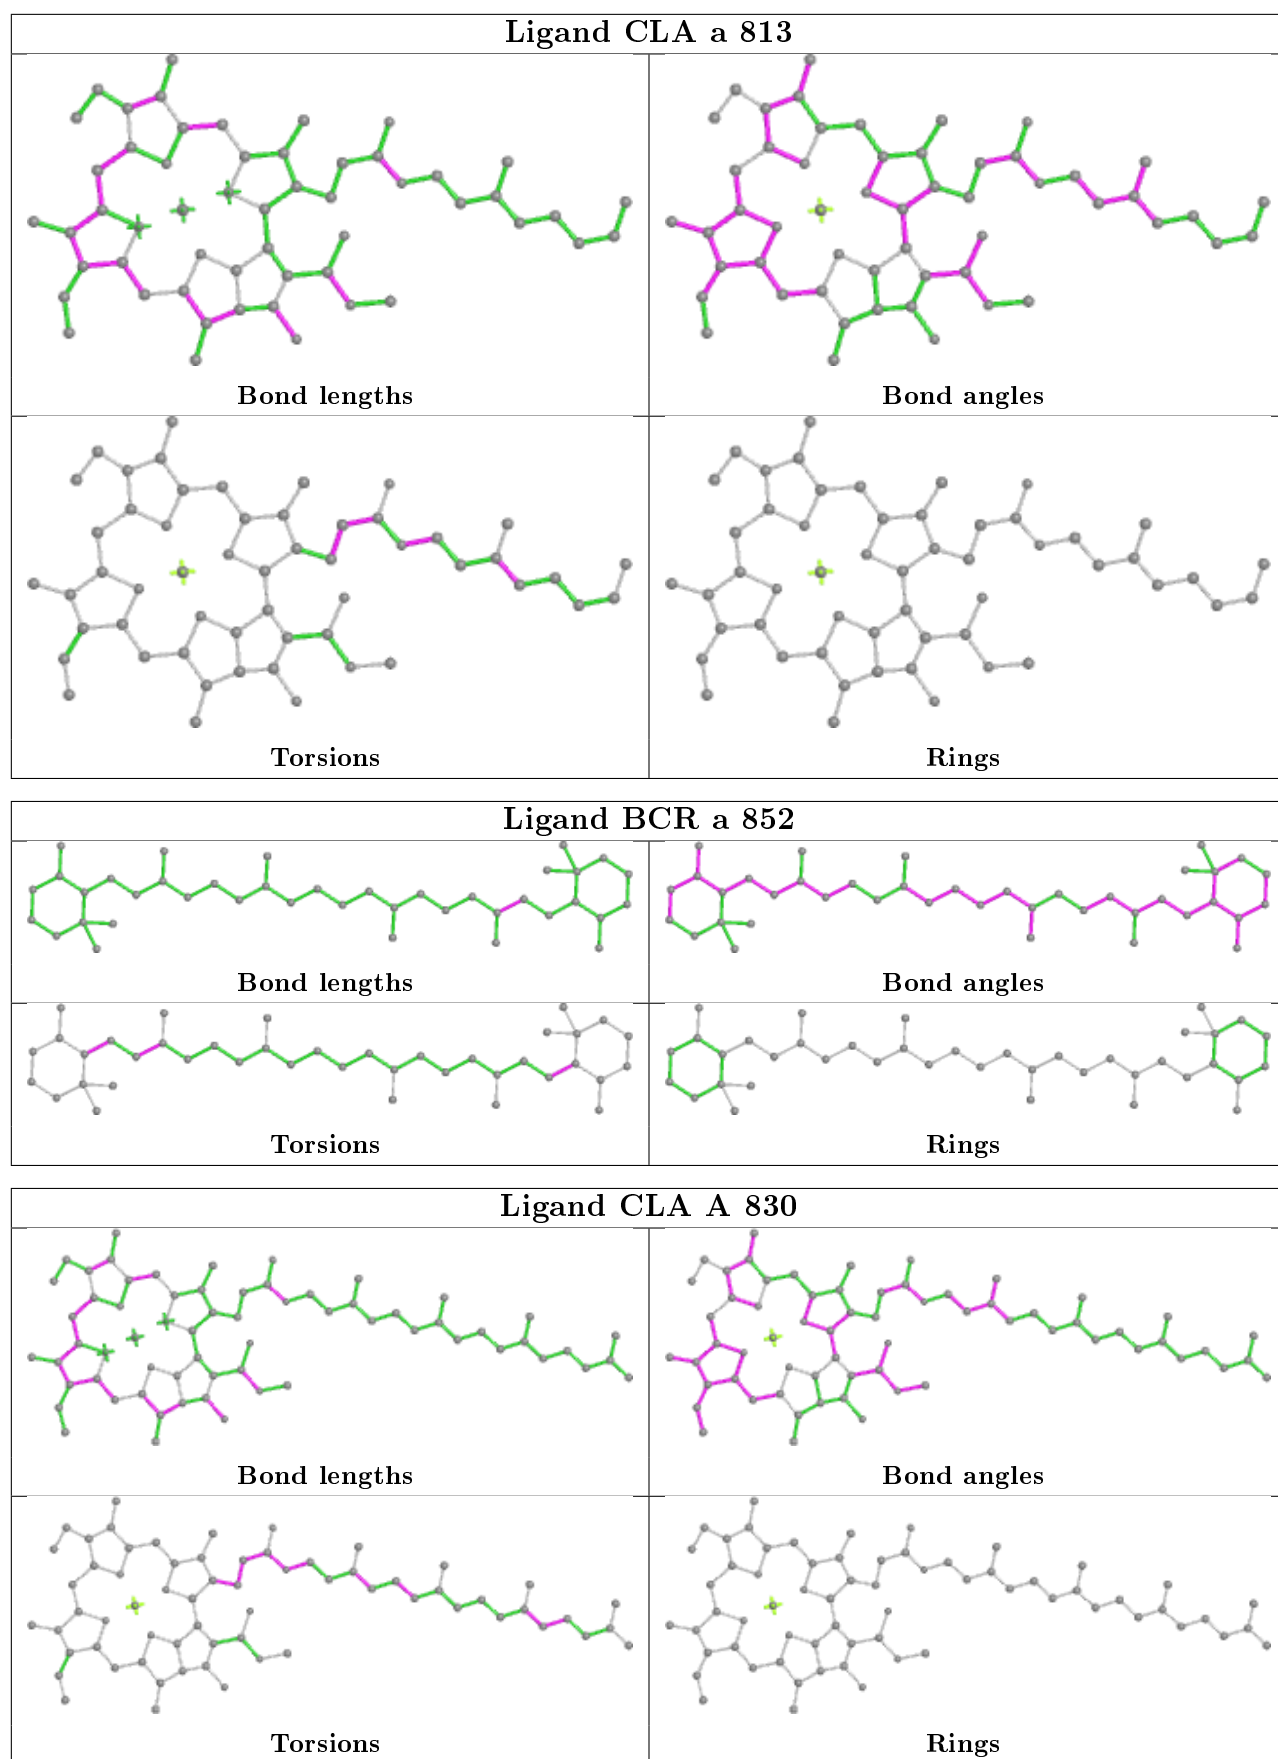 Ligand CLA a 813
Bond lengths
Bond angles
Torsions
Rings
Ligand BCR a 852
Bond lengths
Bond angles
Torsions
Rings
Ligand CLA A 830
Bond lengths
Bond angles
Torsions
Rings